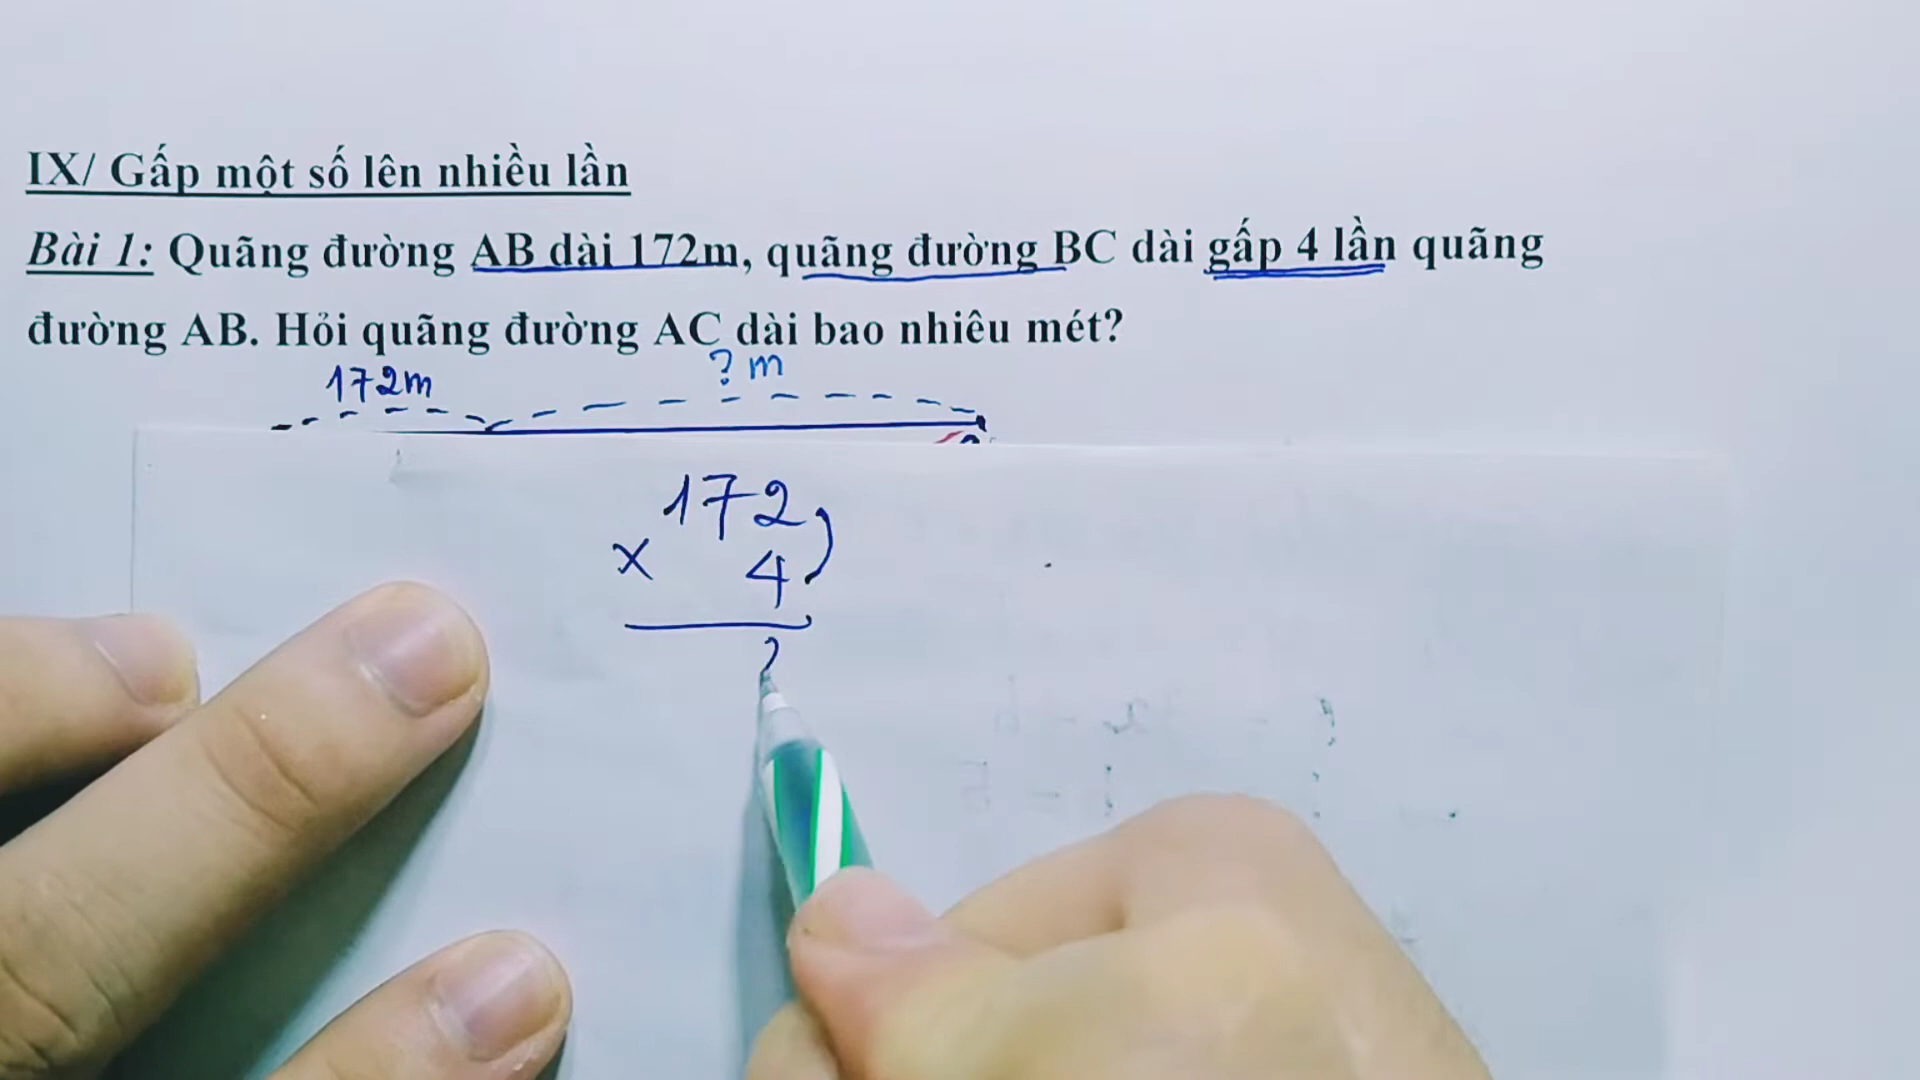 IX/ Gấp một số lên nhiều lần
Bài 1: Quãng đường AB dài 172m, quãng đường BC dài gấp 4 lần quãng
đường AB. Hỏi quãng đường AC dài bao nhiêu mét?
172m ? m
172
x 4